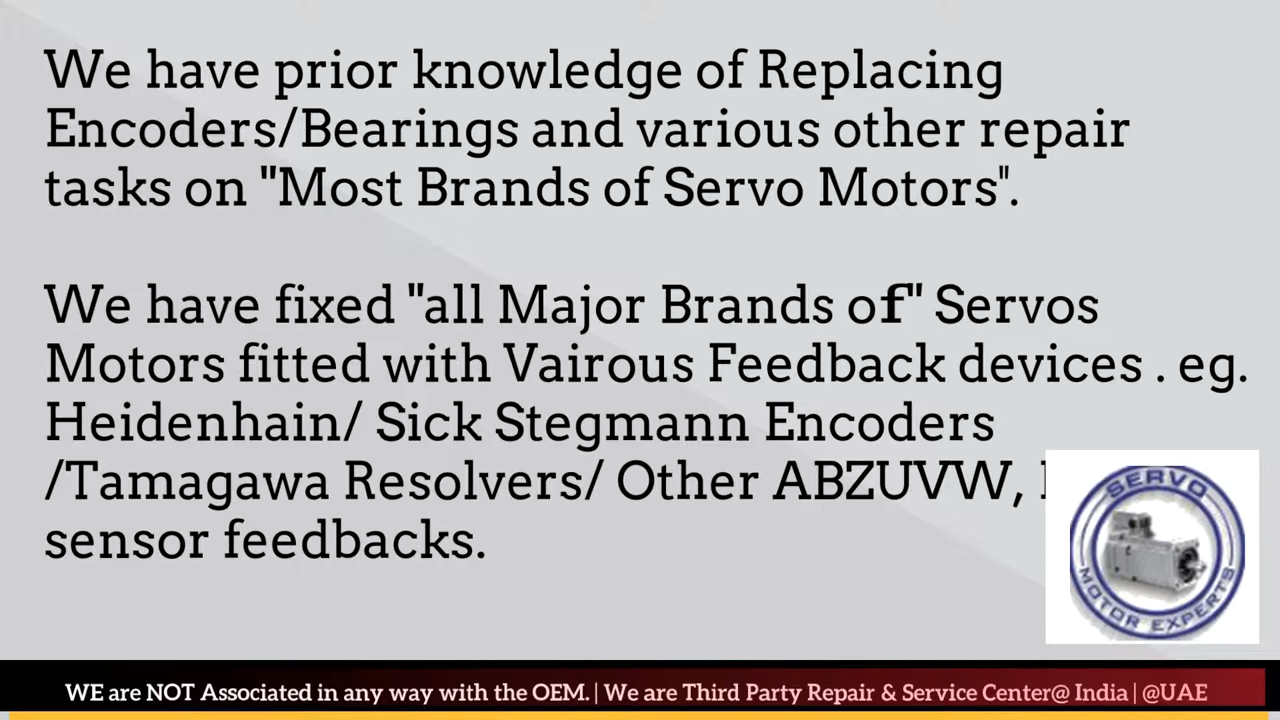 We have prior knowledge of Replacing
Encoders/Bearings and various other repair
tasks on "Most Brands of Servo Motors".
We have fixed "all Major Brands of" Servos
Motors fitted with Vairous Feedback devices . eg.
Heidenhain/ Sick Stegmann Encoders
/Tamagawa Resolvers/ Other ABZUVW,
sensor feedbacks.
SERVO
MOTOR EXPERTS
WE are NOT Associated in any way with the OEM. | We are Third Party Repair & Service Center@ India | @UAE